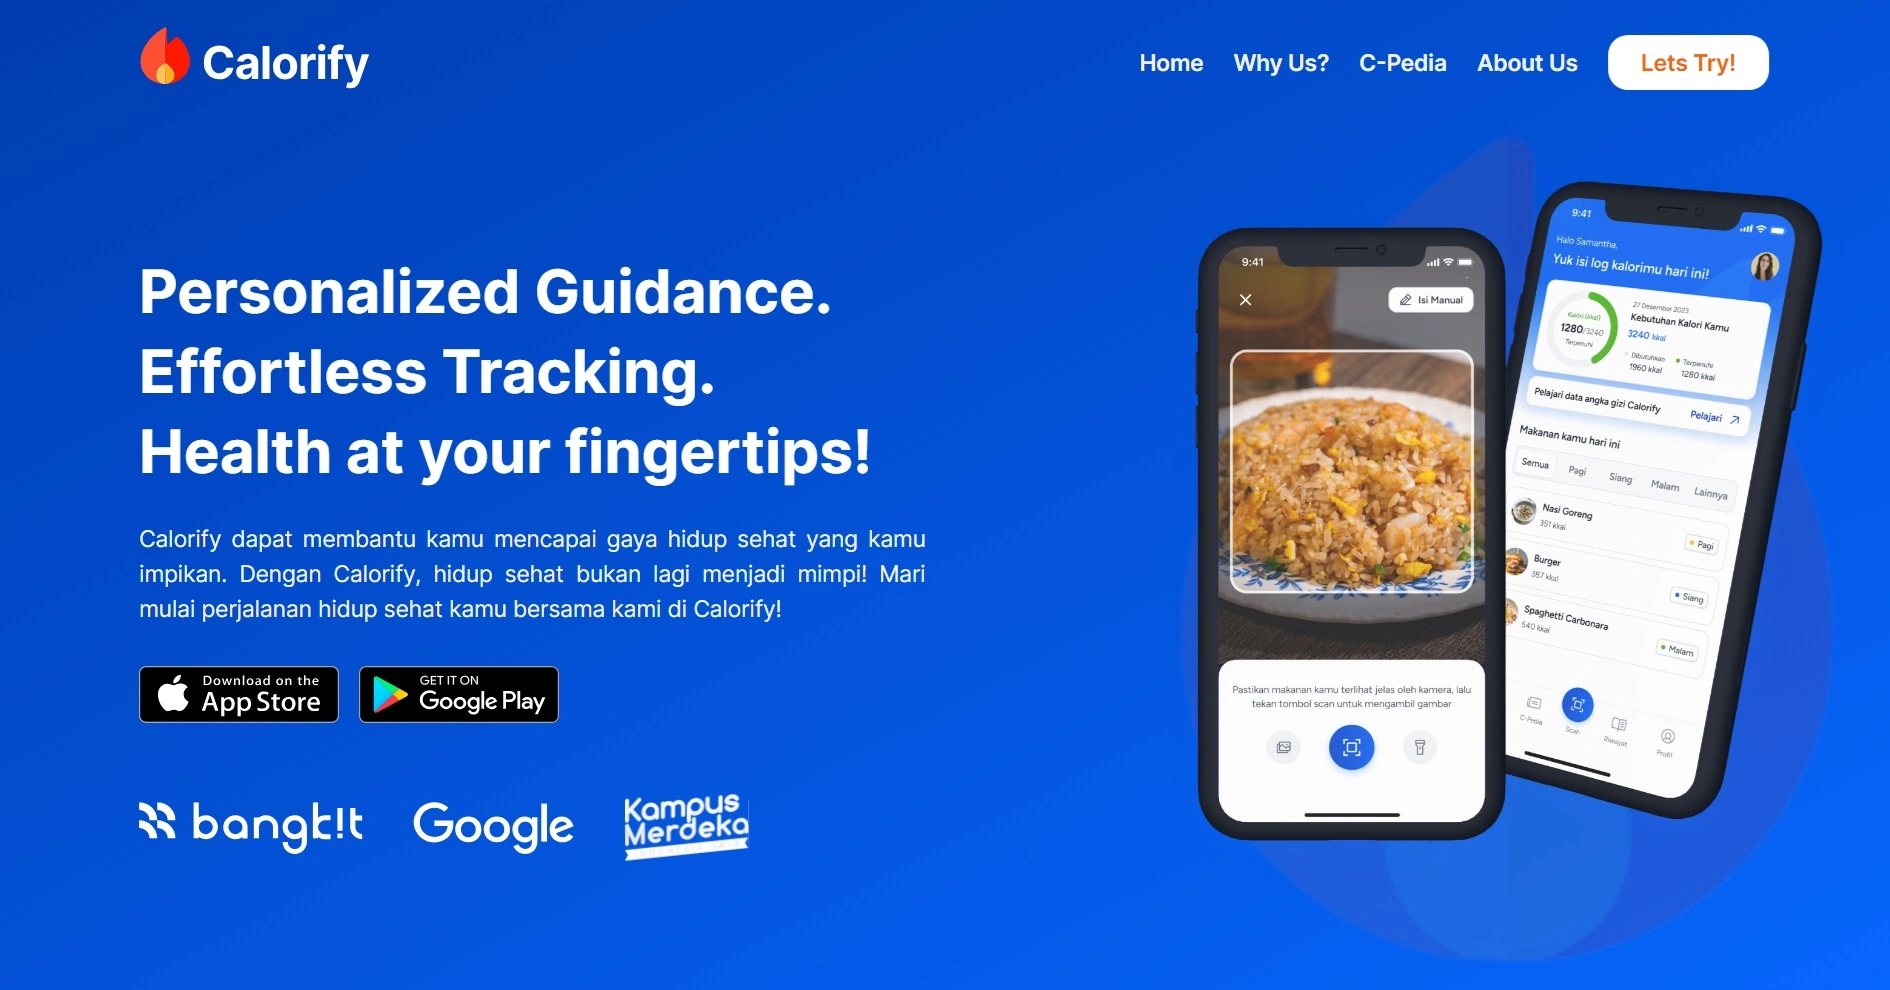 Calorify
Home
Why Us?
C-Pedia
About Us
Lets Try!
Personalized Guidance.
Effortless Tracking.
Health at your fingertips!
Calorify dapat membantu kamu mencapai gaya hidup sehat yang kamu
impikan. Dengan Calorify, hidup sehat bukan lagi menjadi mimpi! Mari
mulai perjalanan hidup sehat kamu bersama kami di Calorify!
Download on the
App Store
GET IT ON
Google Play
bangk!t
Google
Kampus
Merdeka
9:41
Isi Manual
Pastikan makanan kamu terlihat jelas oleh kamera, lalu
tekan tombol scan untuk mengambil gambar
9:41
Halo Samantha,
Yuk isi log kalorimu hari ini!
Kalori (kkal)
1280/3240
Terpenuhi
27 Desember 2023
Kebutuhan Kalori Kamu
3240 kkal
Dibutuhkan
1960 kkal
Terpenuhi
1280 kkal
Pelajari data angka gizi Calorify
Pelajari
Makanan kamu hari ini
Semua
Pagi
Siang
Malam
Lainnya
Nasi Goreng
351 kkal
Pagi
Burger
387 kkal
Siang
Spaghetti Carbonara
540 kkal
Malam
C-Pedia
Scan
Riwayat
Profil